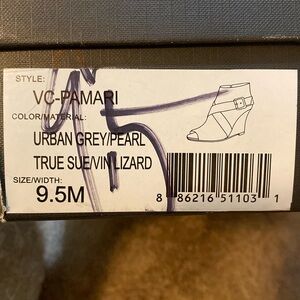 STYLE:
VC-PAMARI
COLOR/MATERIAL:
URBAN GREY/PEARL
TRUE SUE/VIN LIZARD
SIZE/WIDTH:
9.5M
8 86216 51103 1